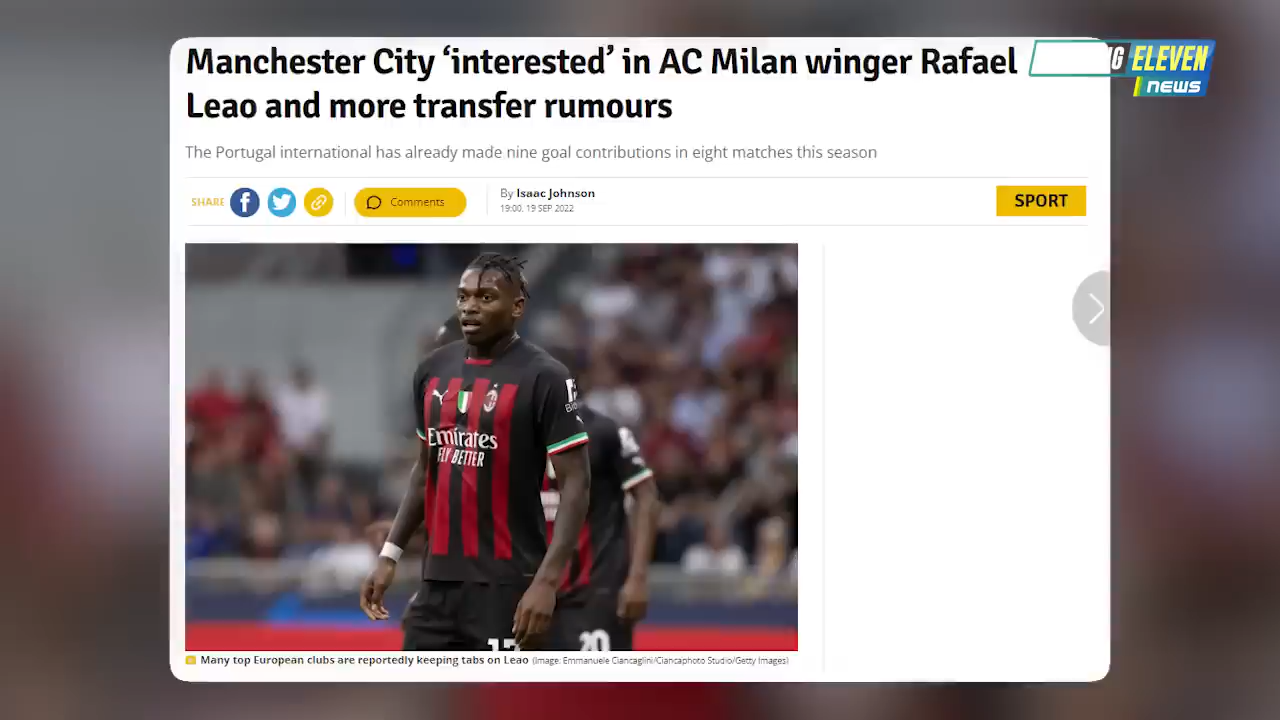 Manchester City ‘interested’ in AC Milan winger Rafael
Leao and more transfer rumours
G ELEVEN
news
The Portugal international has already made nine goal contributions in eight matches this season
SHARE
Comments
By Isaac Johnson
19:00, 19 SEP 2022
SPORT
Emirates
FLY BETTER
17
20
Many top European clubs are reportedly keeping tabs on Leao (Image: Emmanuele Ciancaglini/Ciancaphoto Studio/Getty Images)